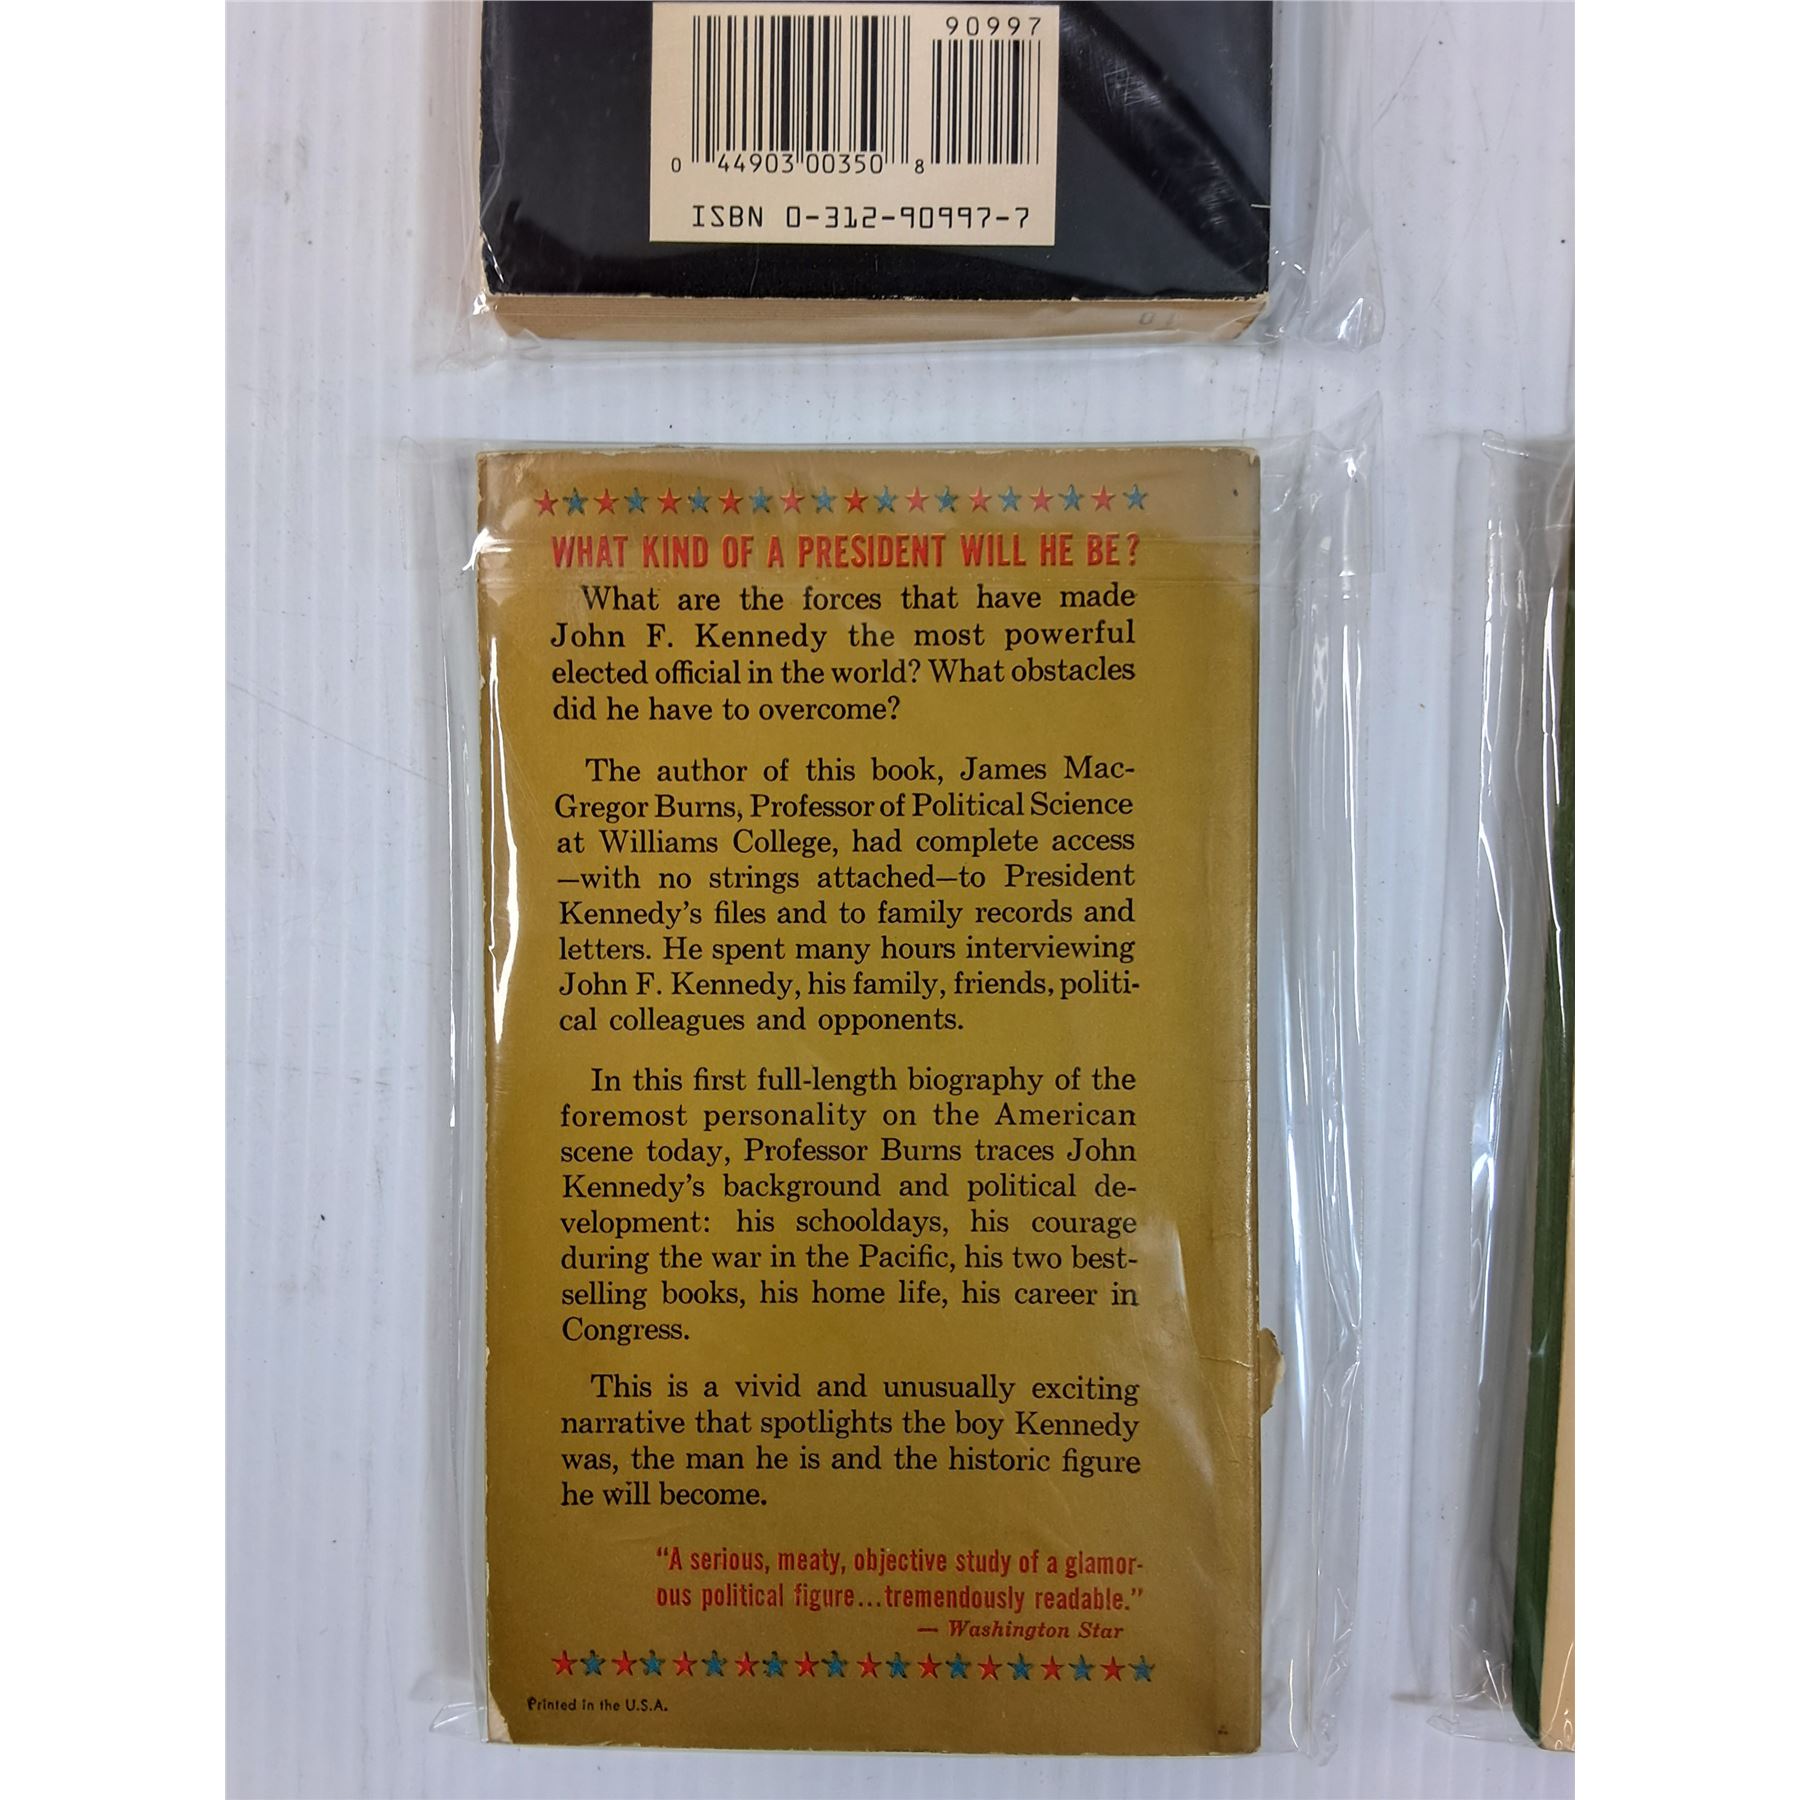 90997
0 44903 00350 8
ISBN 0-312-90997-7
WHAT KIND OF A PRESIDENT WILL HE BE?
What are the forces that have made
John F. Kennedy the most powerful
elected official in the world? What obstacles
did he have to overcome?
The author of this book, James Mac-
Gregor Burns, Professor of Political Science
at Williams College, had complete access
—with no strings attached—to President
Kennedy's files and to family records and
letters. He spent many hours interviewing
John F. Kennedy, his family, friends, politi-
cal colleagues and opponents.
In this first full-length biography of the
foremost personality on the American
scene today, Professor Burns traces John
Kennedy's background and political de-
velopment: his schooldays, his courage
during the war in the Pacific, his two best-
selling books, his home life, his career in
Congress.
This is a vivid and unusually exciting
narrative that spotlights the boy Kennedy
was, the man he is and the historic figure
he will become.
"A serious, meaty, objective study of a glamor-
ous political figure...tremendously readable."
— Washington Star
Printed in the U.S.A.